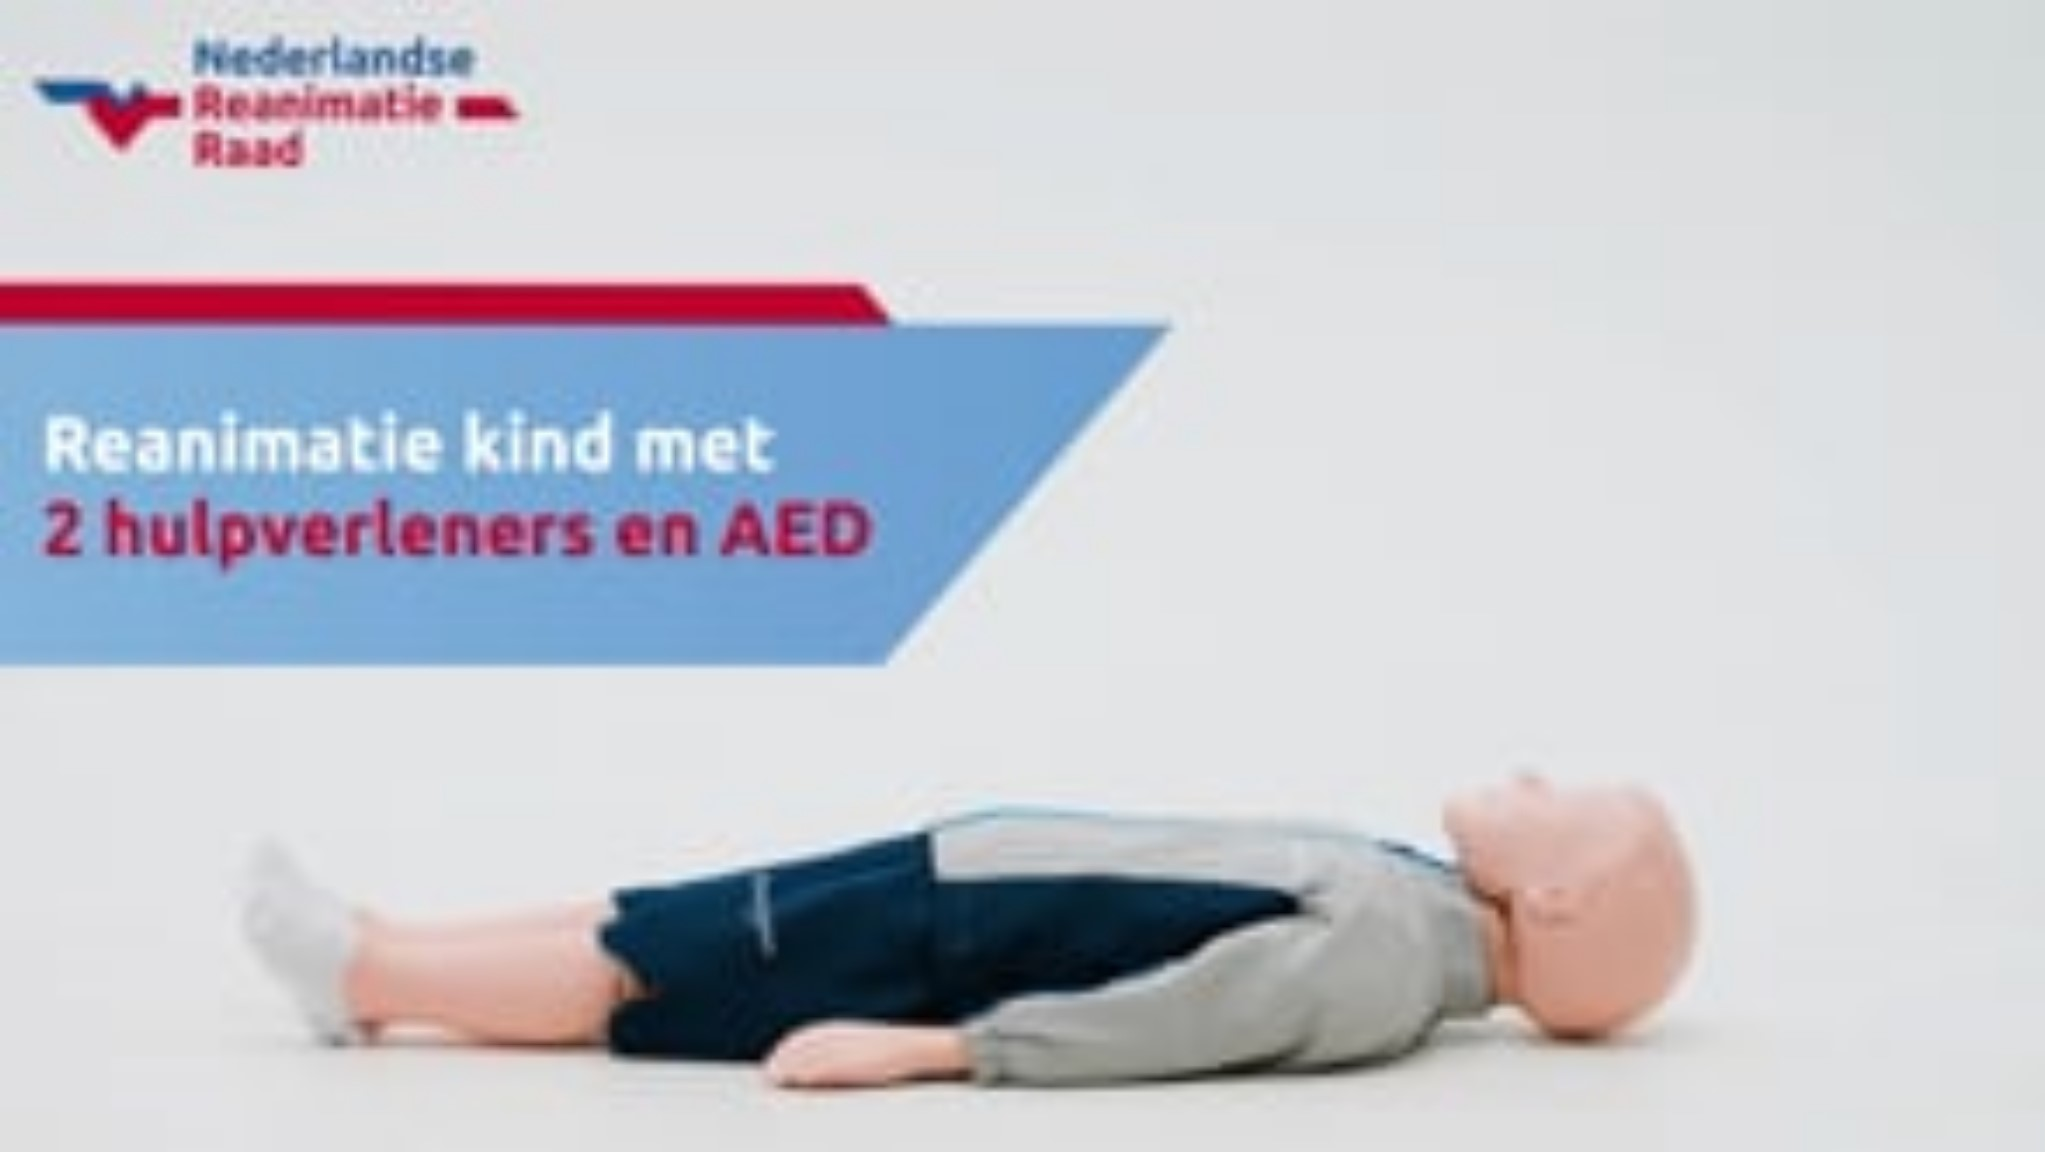 Nederlandse
Reanimatie
Raad
Reanimatie kind met
2 hulpverleners en AED